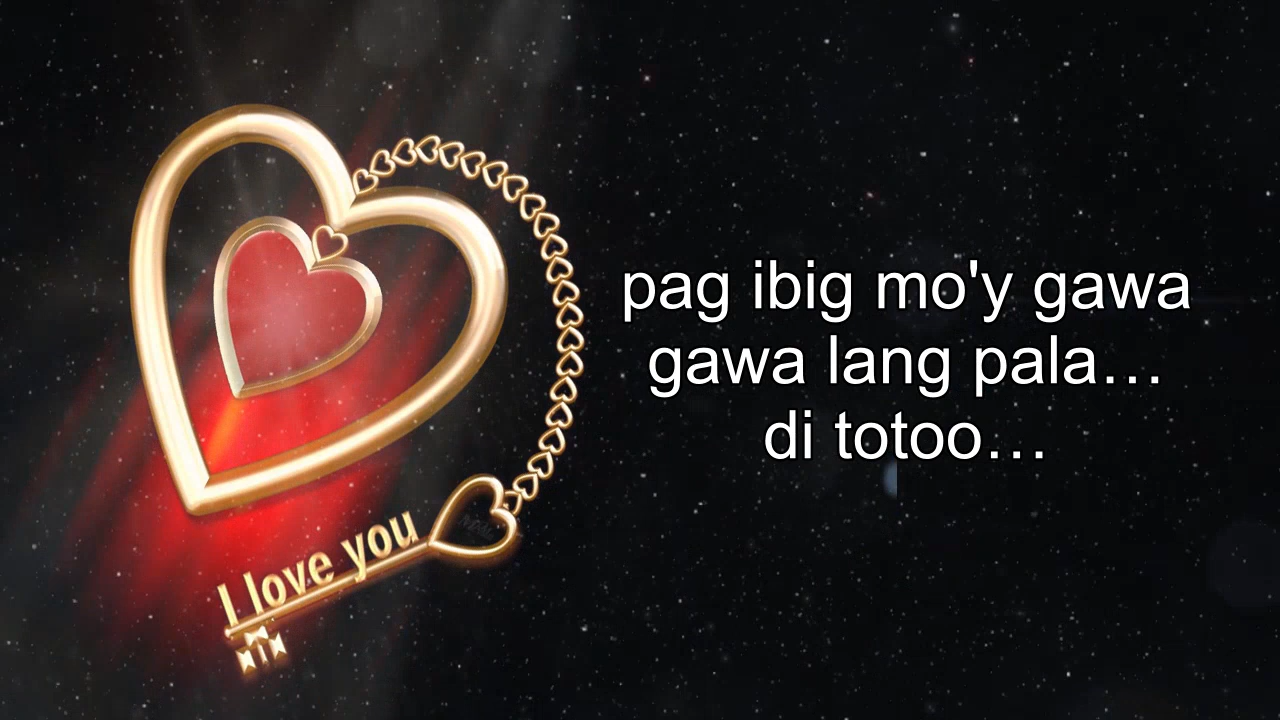 pag ibig mo'y gawa
gawa lang pala…
di totoo…
I love you